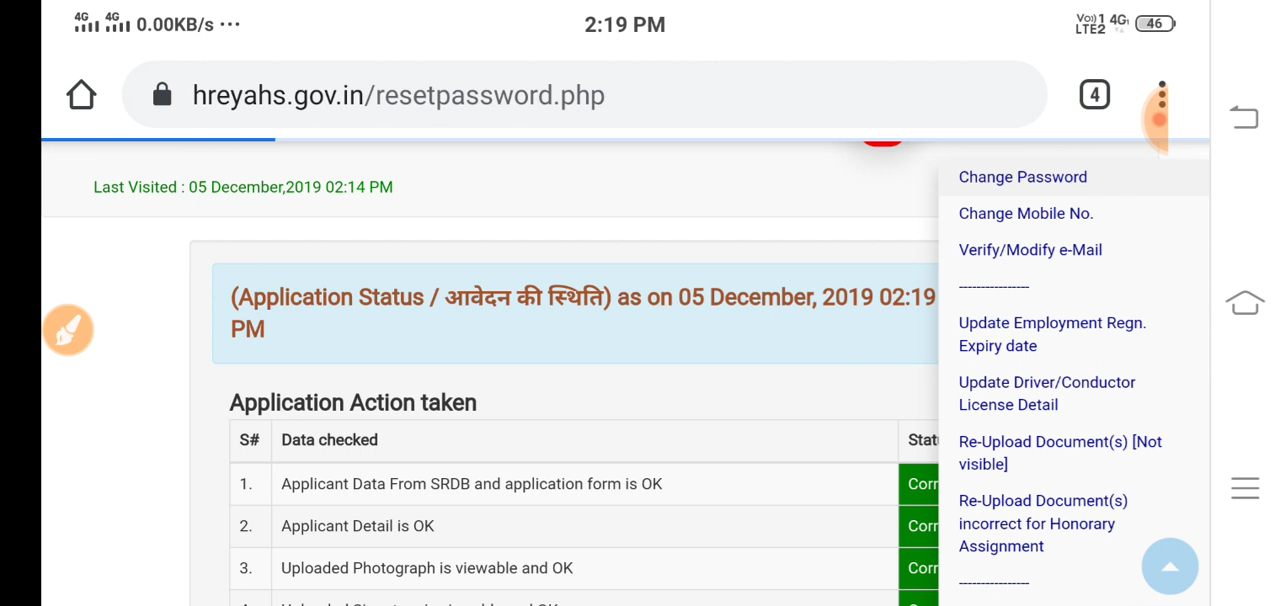 4G 4G 0.00KB/s ...
2:19 PM
Vo)) 1 4G
LTE2
46
hreyahs.gov.in/resetpassword.php
4
Last Visited : 05 December,2019 02:14 PM
Change Password
Change Mobile No.
Verify/Modify e-Mail
----------------
Update Employment Regn.
Expiry date
Update Driver/Conductor
License Detail
Re-Upload Document(s) [Not
visible]
Re-Upload Document(s)
incorrect for Honorary
Assignment
----------------
(Application Status / आवेदन की स्थिति) as on 05 December, 2019 02:19
PM
Application Action taken
S# Data checked
1. Applicant Data From SRDB and application form is OK Corr
2. Applicant Detail is OK Corr
3. Uploaded Photograph is viewable and OK Corr